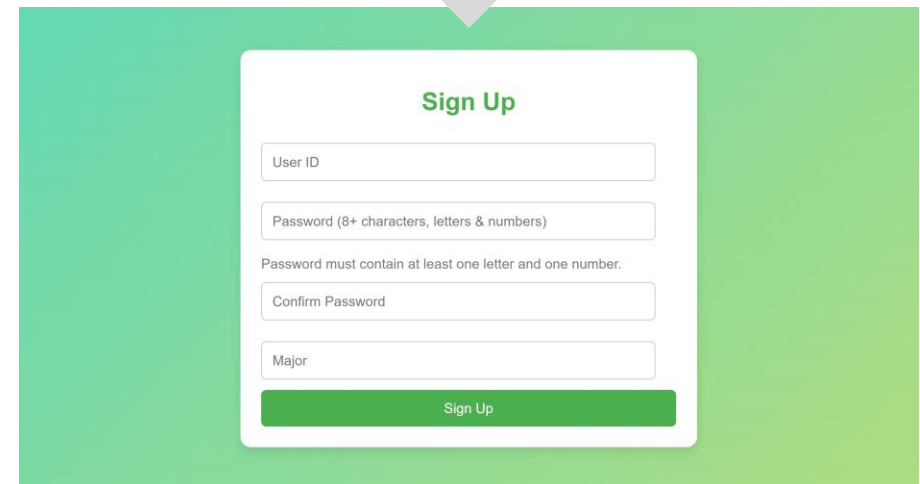 Sign Up
User ID
Password (8+ characters, letters & numbers)
Password must contain at least one letter and one number.
Confirm Password
Major
Sign Up